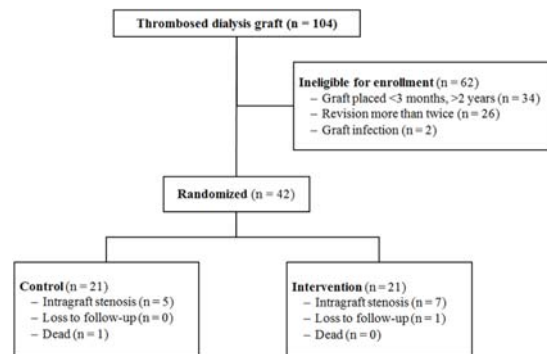 Thrombosed dialysis graft (n = 104)
Ineligible for enrollment (n = 62)
– Graft placed <3 months, >2 years (n = 34)
– Revision more than twice (n = 26)
– Graft infection (n = 2)
Randomized (n = 42)
Control (n = 21)
– Intragraft stenosis (n = 5)
– Loss to follow-up (n = 0)
– Dead (n = 1)
Intervention (n = 21)
– Intragraft stenosis (n = 7)
– Loss to follow-up (n = 1)
– Dead (n = 0)